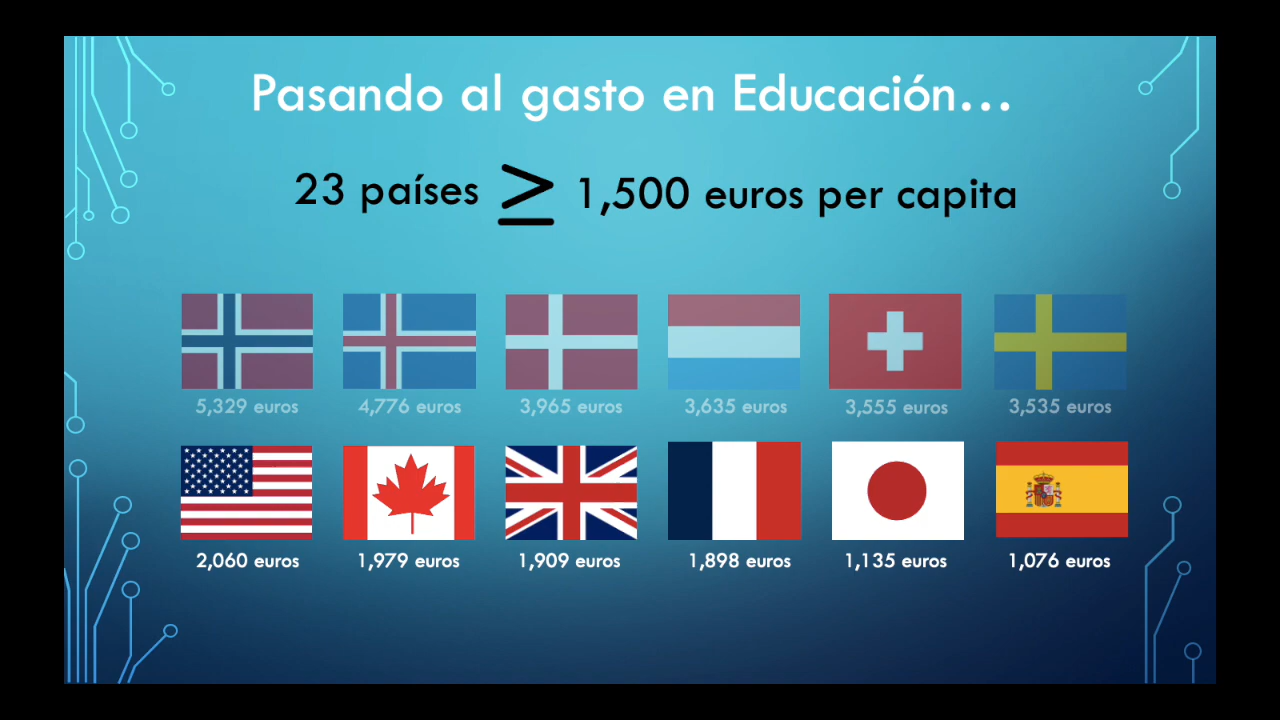 Pasando al gasto en Educación...
23 países ≥ 1,500 euros per capita
5,329 euros 4,776 euros 3,965 euros 3,635 euros 3,555 euros 3,535 euros
2,060 euros 1,979 euros 1,909 euros 1,898 euros 1,135 euros 1,076 euros